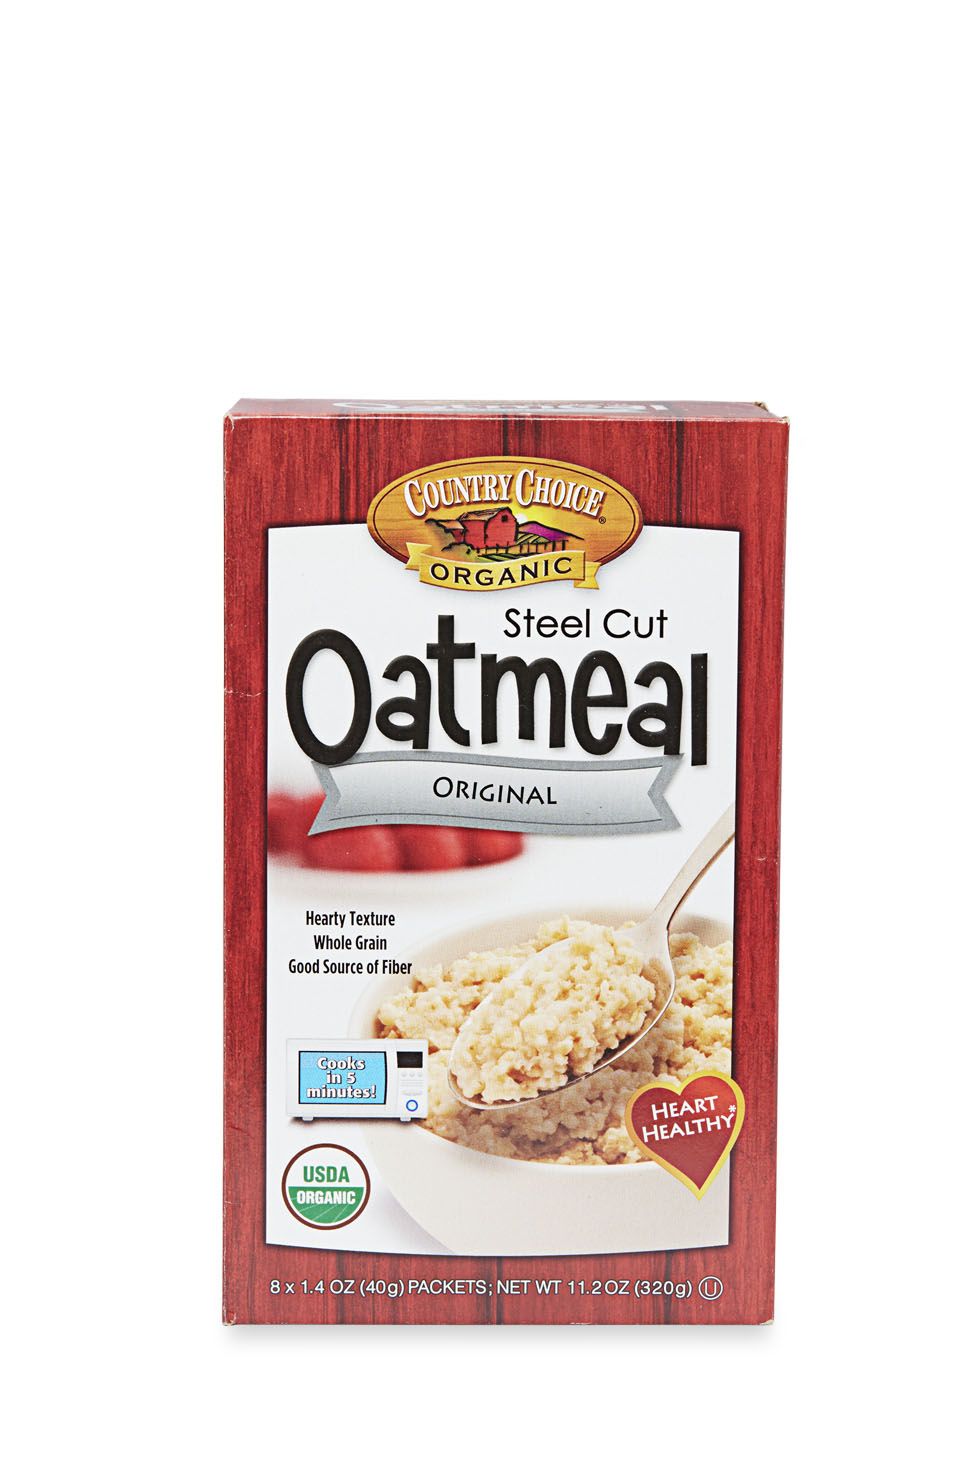 Oatmeal
COUNTRY CHOICE®
ORGANIC
Steel Cut
Oatmeal
ORIGINAL
Hearty Texture
Whole Grain
Good Source of Fiber
Cooks
in 5
minutes!
HEART
HEALTHY*
USDA
ORGANIC
8 x 1.4 OZ (40g) PACKETS; NET WT 11.2 OZ (320g) Ⓤ